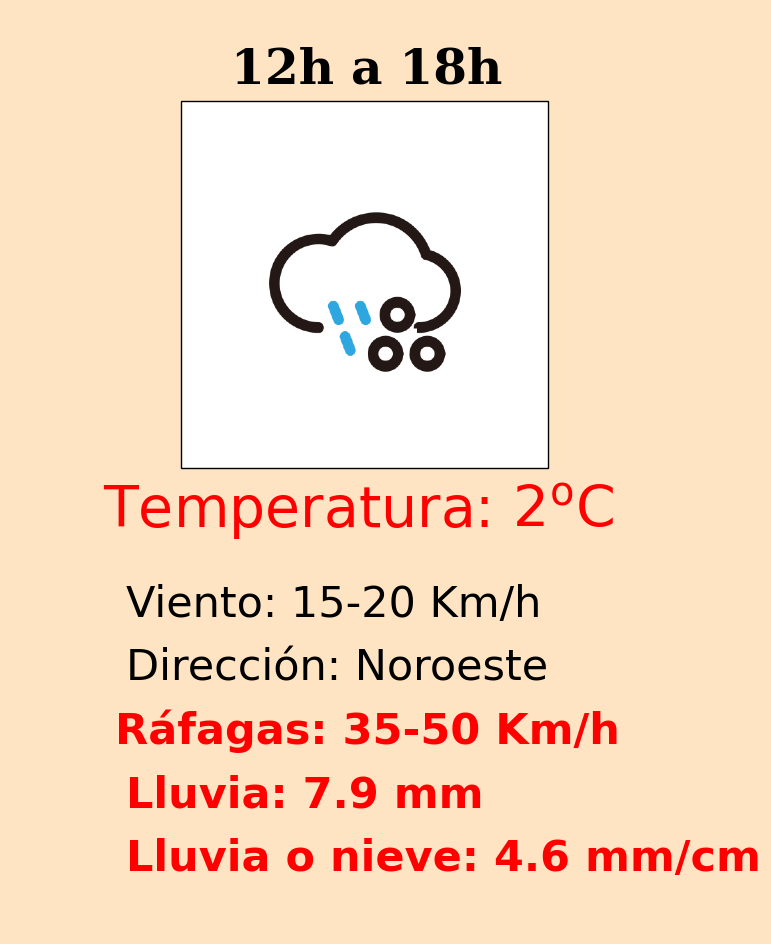 12h a 18h
Temperatura: 2ºC
Viento: 15-20 Km/h
Dirección: Noroeste
Ráfagas: 35-50 Km/h
Lluvia: 7.9 mm
Lluvia o nieve: 4.6 mm/cm